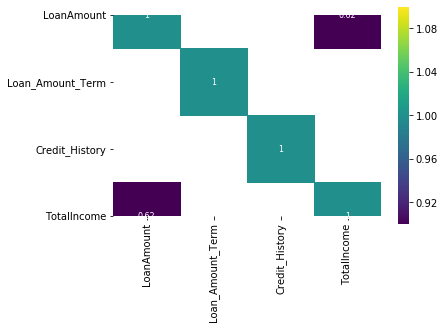 LoanAmount
1 0.62
Loan_Amount_Term
1
Credit_History
1
TotalIncome
0.62 1
LoanAmount
Loan_Amount_Term
Credit_History
TotalIncome
1.08
1.04
1.00
0.96
0.92